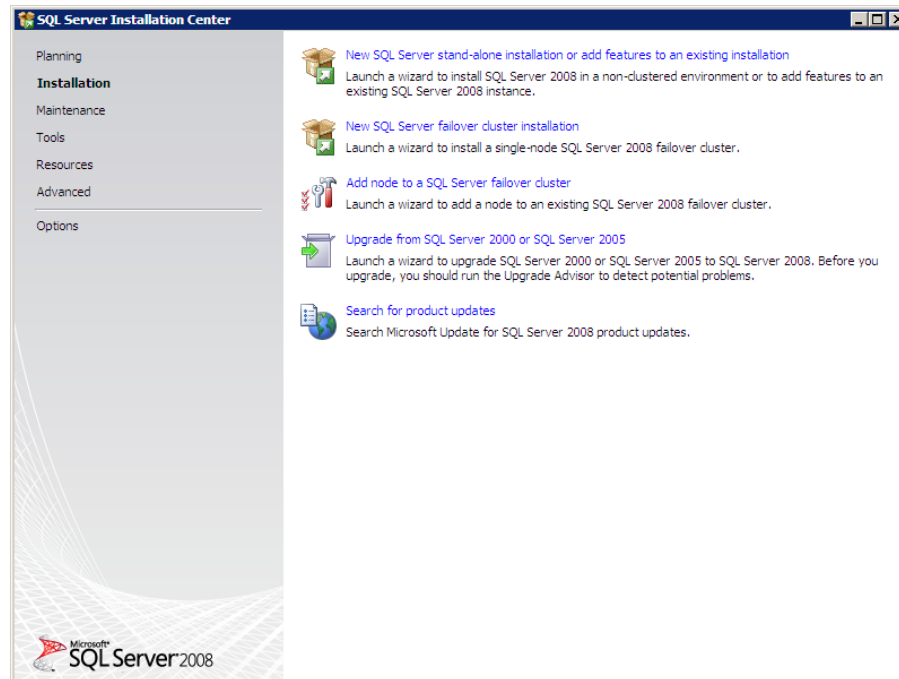 SQL Server Installation Center
Planning
Installation
Maintenance
Tools
Resources
Advanced
Options
New SQL Server stand-alone installation or add features to an existing installation
Launch a wizard to install SQL Server 2008 in a non-clustered environment or to add features to an
existing SQL Server 2008 instance.
New SQL Server failover cluster installation
Launch a wizard to install a single-node SQL Server 2008 failover cluster.
Add node to a SQL Server failover cluster
Launch a wizard to add a node to an existing SQL Server 2008 failover cluster.
Upgrade from SQL Server 2000 or SQL Server 2005
Launch a wizard to upgrade SQL Server 2000 or SQL Server 2005 to SQL Server 2008. Before you
upgrade, you should run the Upgrade Advisor to detect potential problems.
Search for product updates
Search Microsoft Update for SQL Server 2008 product updates.
Microsoft®
SQL Server® 2008